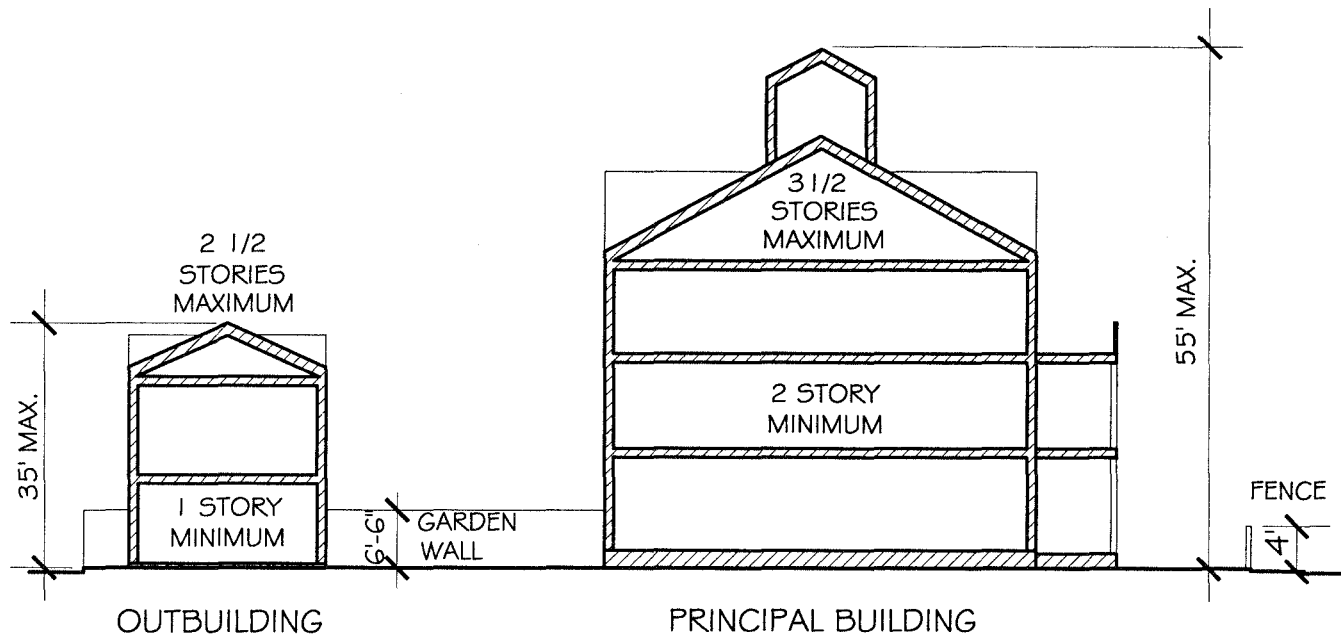 3 1/2
STORIES
MAXIMUM
2 1/2
STORIES
MAXIMUM
55' MAX.
2 STORY
MINIMUM
35' MAX.
1 STORY
MINIMUM
6'-6"
GARDEN
WALL
FENCE
4'
OUTBUILDING
PRINCIPAL BUILDING